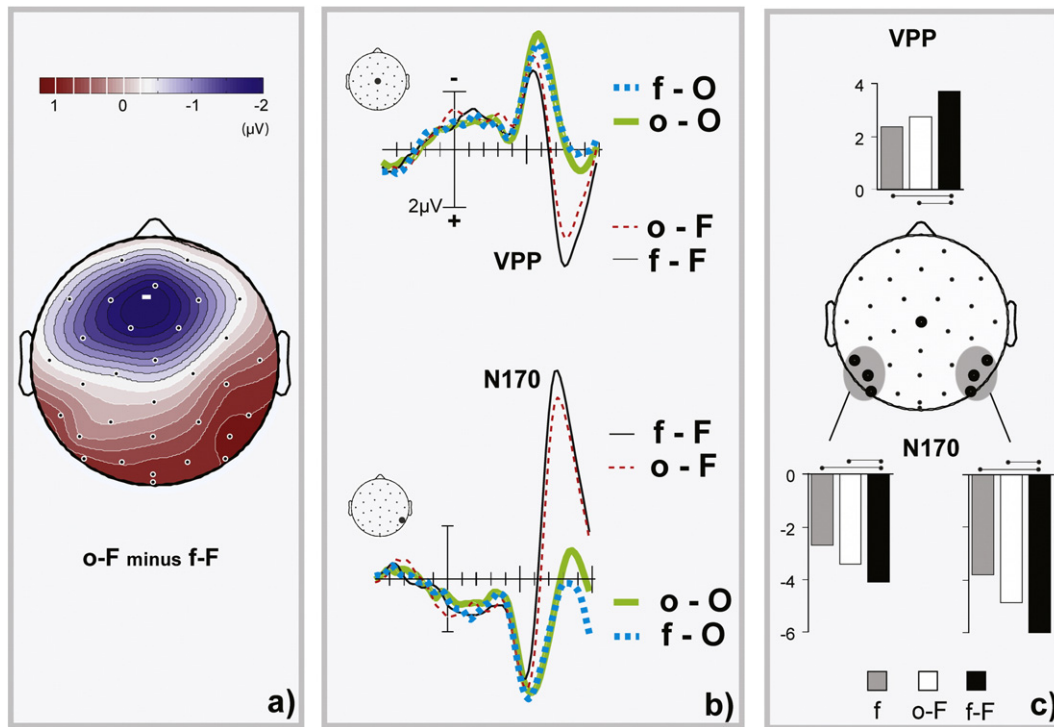 1 0 -1 -2
(µV)
o-F minus f-F
a)
-
f - O
o - O
2µV
+
o - F
f - F
VPP
N170
f - F
o - F
o - O
f - O
b)
VPP
4
2
0
N170
0
-2
-4
-6
f o-F f-F
c)